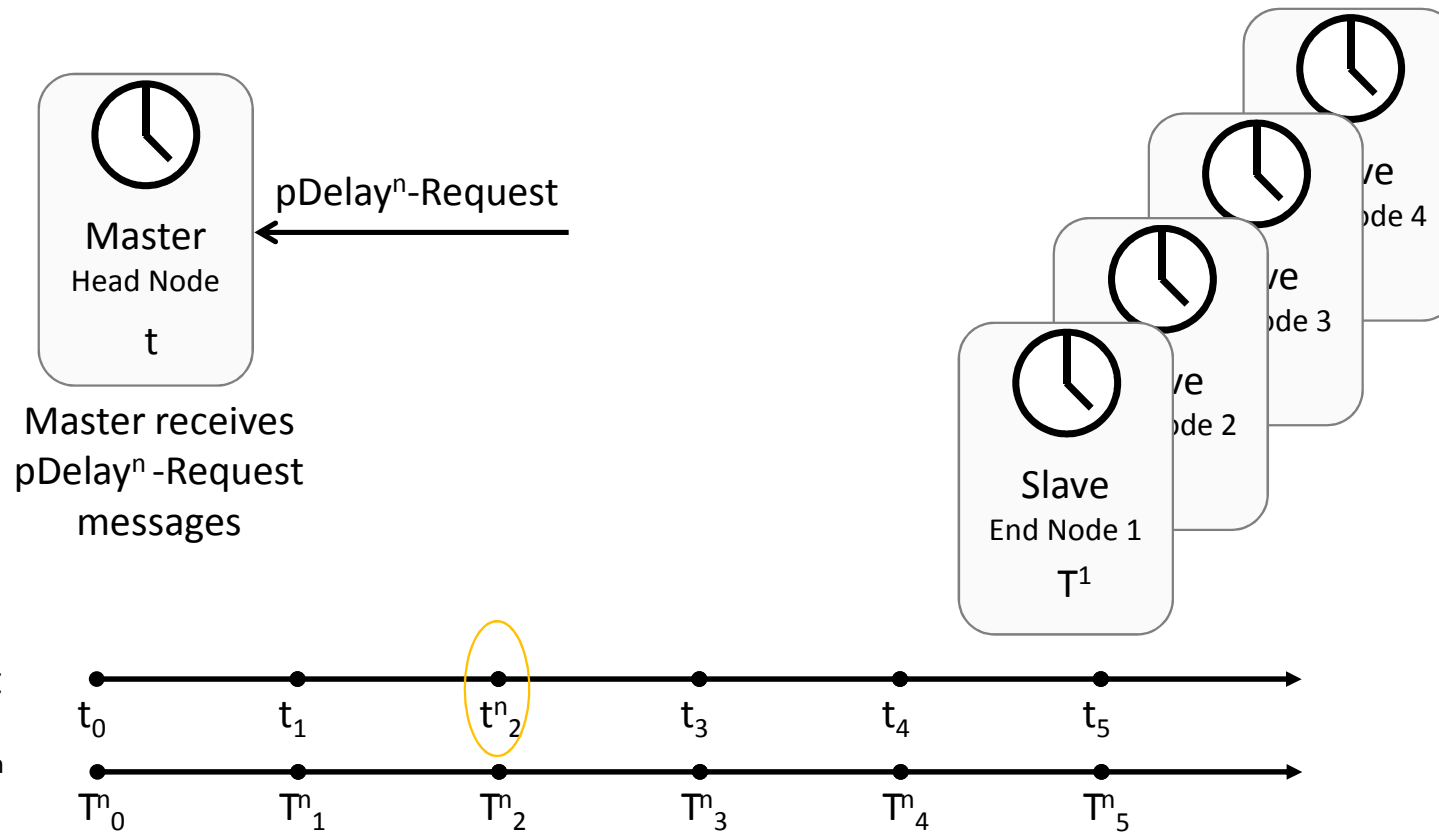 pDelayⁿ-Request
Master
Head Node
t
Master receives
pDelayⁿ -Request
messages
ve
ode 4
ve
ode 3
ve
ode 2
Slave
End Node 1
T¹
t₀ t₁ tⁿ₂ t₃ t₄ t₅
n
Tⁿ₀ Tⁿ₁ Tⁿ₂ Tⁿ₃ Tⁿ₄ Tⁿ₅